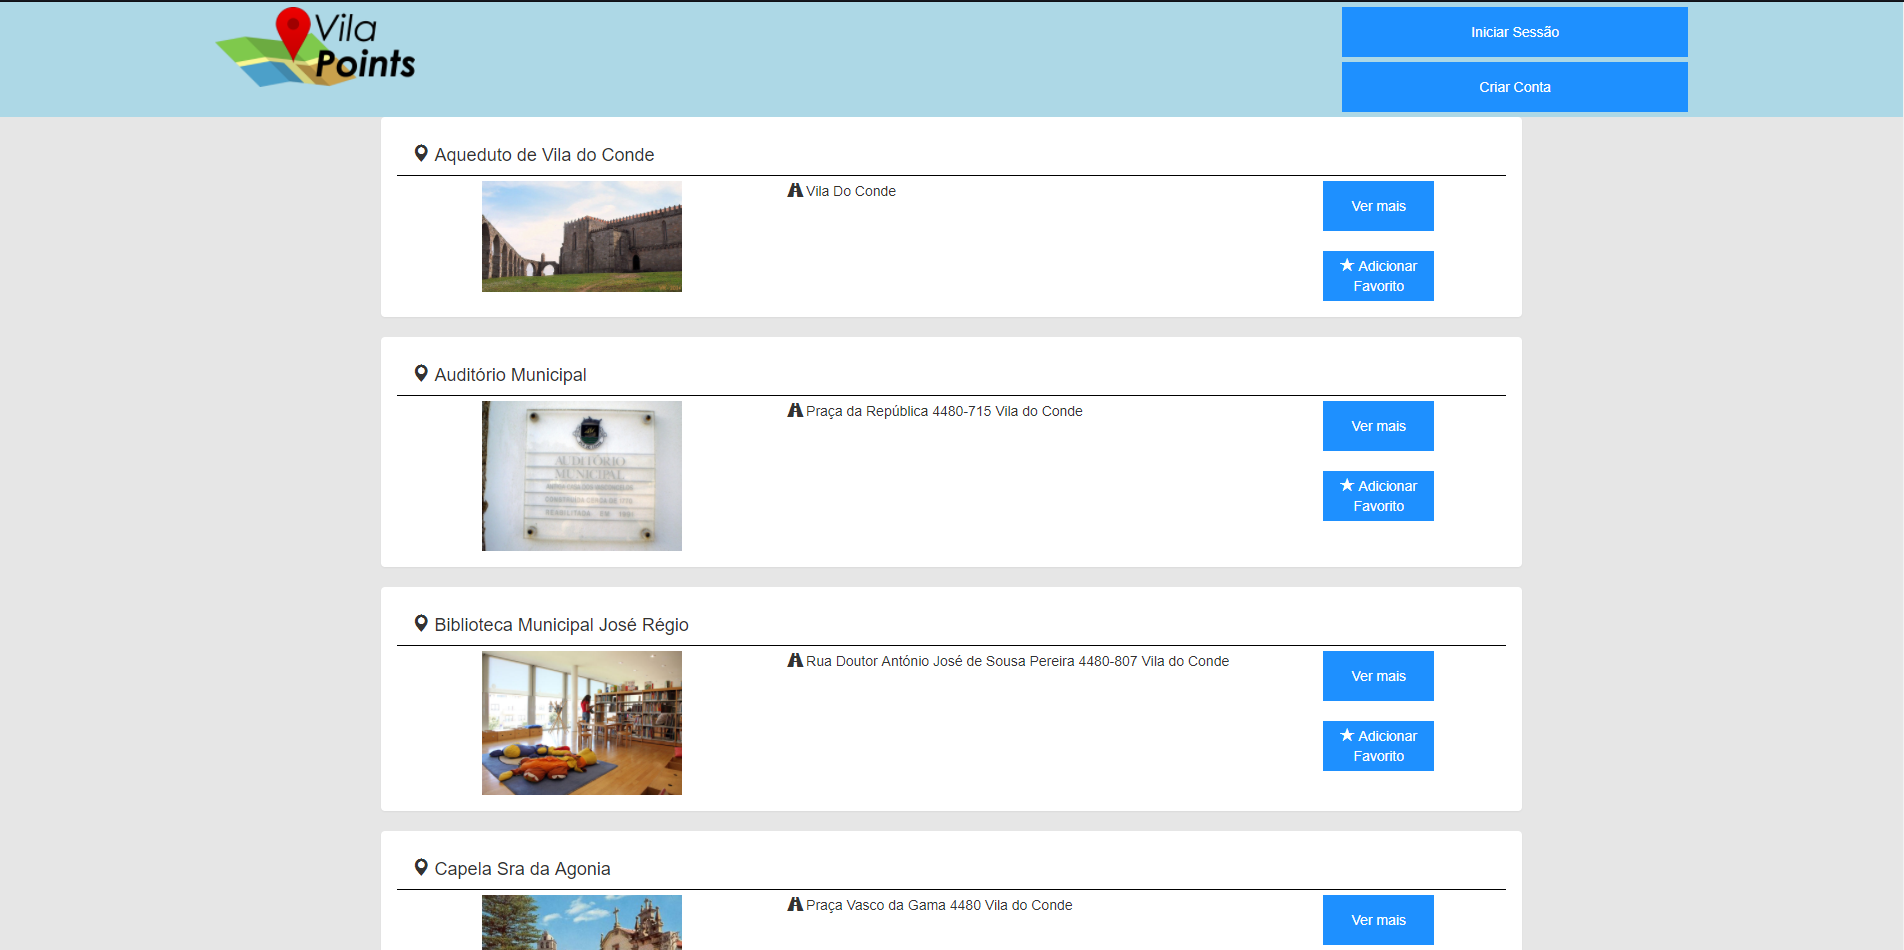 Vila
Points
Iniciar Sessão
Criar Conta
Aqueduto de Vila do Conde
Vila Do Conde
Ver mais
Adicionar
Favorito
Auditório Municipal
AUDITÓRIO
MUNICIPAL
Praça da República 4480-715 Vila do Conde
Ver mais
Adicionar
Favorito
Biblioteca Municipal José Régio
Rua Doutor António José de Sousa Pereira 4480-807 Vila do Conde
Ver mais
Adicionar
Favorito
Capela Sra da Agonia
Praça Vasco da Gama 4480 Vila do Conde
Ver mais